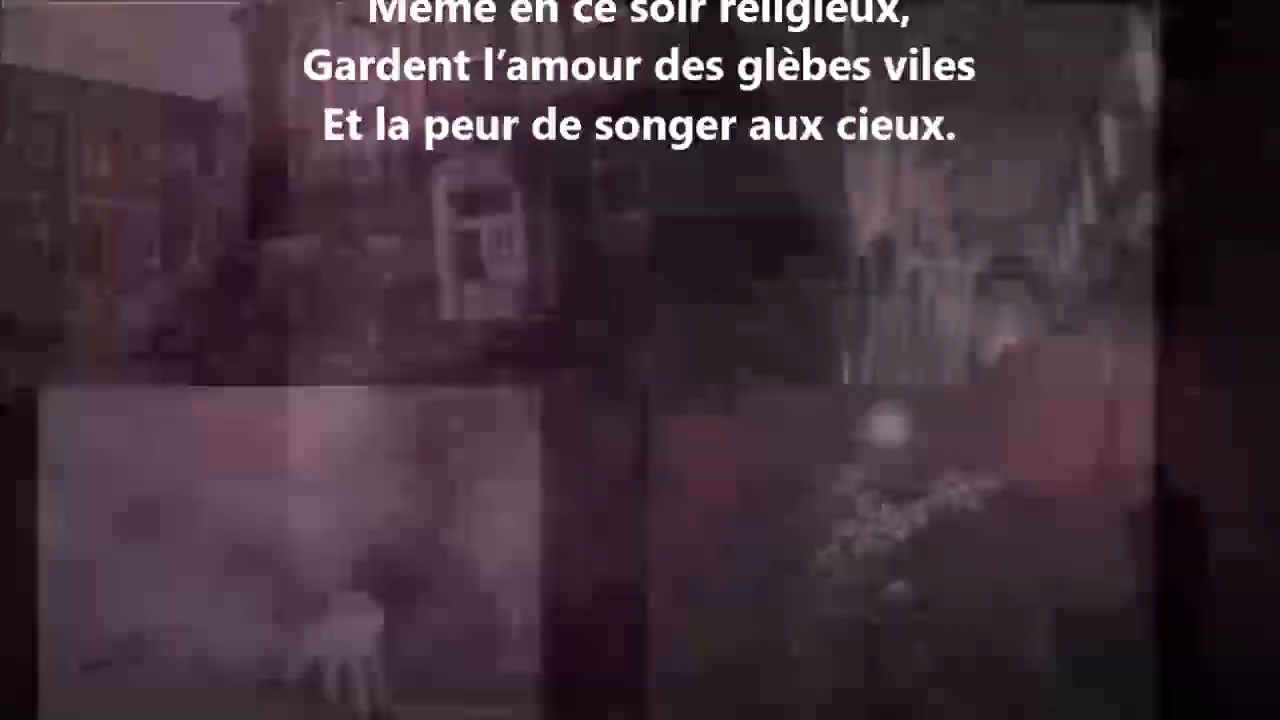 Même en ce soir religieux,
Gardent l’amour des glèbes viles
Et la peur de songer aux cieux.